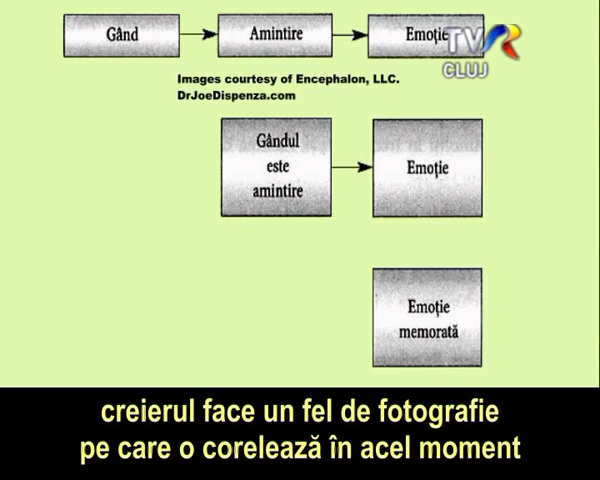 Gând
Amintire
Emoție
TVR
CLUJ
Images courtesy of Encephalon, LLC.
DrJoeDispenza.com
Gândul
este
amintire
Emoție
Emoție
memorată
creierul face un fel de fotografie
pe care o corelează în acel moment